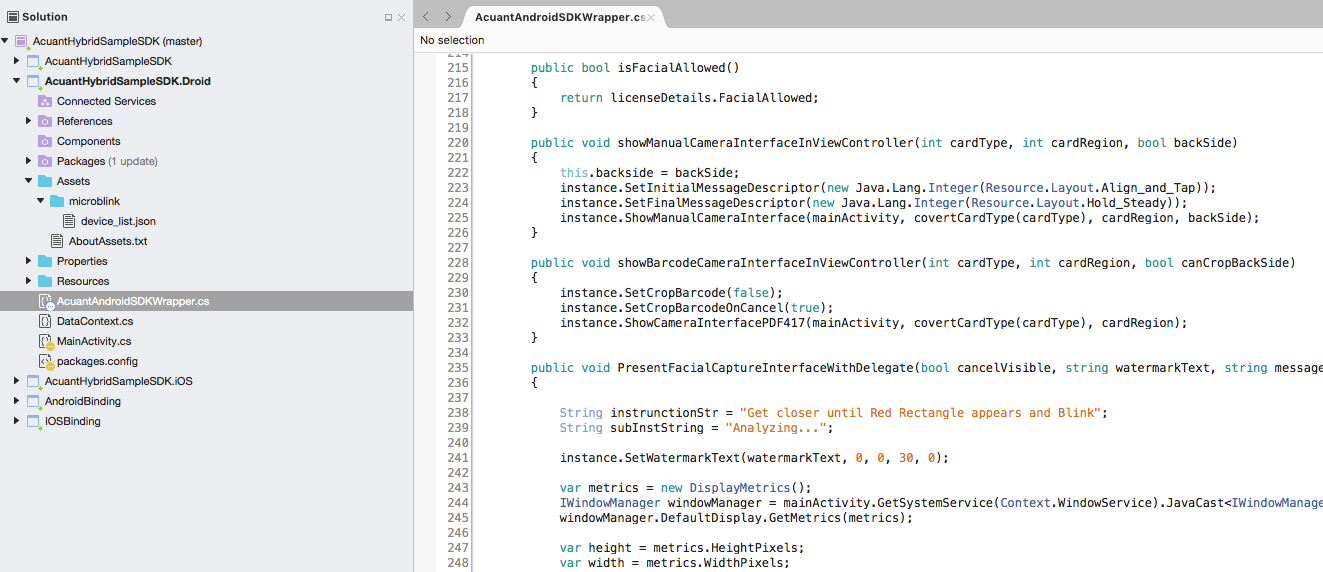 Solution
AcuantHybridSampleSDK (master)
AcuantHybridSampleSDK
AcuantHybridSampleSDK.Droid
Connected Services
References
Components
Packages (1 update)
Assets
microblink
device_list.json
AboutAssets.txt
Properties
Resources
AcuantAndroidSDKWrapper.cs
DataContext.cs
MainActivity.cs
packages.config
AcuantHybridSampleSDK.iOS
AndroidBinding
IOSBinding
AcuantAndroidSDKWrapper.cs
No selection
214
215 public bool isFacialAllowed()
216 {
217 return licenseDetails.FacialAllowed;
218 }
219
220 public void showManualCameraInterfaceInViewController(int cardType, int cardRegion, bool backSide)
221 {
222 this.backside = backSide;
223 instance.SetInitialMessageDescriptor(new Java.Lang.Integer(Resource.Layout.Align_and_Tap));
224 instance.SetFinalMessageDescriptor(new Java.Lang.Integer(Resource.Layout.Hold_Steady));
225 instance.ShowManualCameraInterface(mainActivity, covertCardType(cardType), cardRegion, backSide);
226 }
227
228 public void showBarcodeCameraInterfaceInViewController(int cardType, int cardRegion, bool canCropBackSide)
229 {
230 instance.SetCropBarcode(false);
231 instance.SetCropBarcodeOnCancel(true);
232 instance.ShowCameraInterfacePDF417(mainActivity, covertCardType(cardType), cardRegion);
233 }
234
235 public void PresentFacialCaptureInterfaceWithDelegate(bool cancelVisible, string watermarkText, string message
236 {
237
238 String instrunctionStr = "Get closer until Red Rectangle appears and Blink";
239 String subInstString = "Analyzing...";
240
241 instance.SetWatermarkText(watermarkText, 0, 0, 30, 0);
242
243 var metrics = new DisplayMetrics();
244 IWindowManager windowManager = mainActivity.GetSystemService(Context.WindowService).JavaCast<IWindowManage
245 windowManager.DefaultDisplay.GetMetrics(metrics);
246
247 var height = metrics.HeightPixels;
248 var width = metrics.WidthPixels;